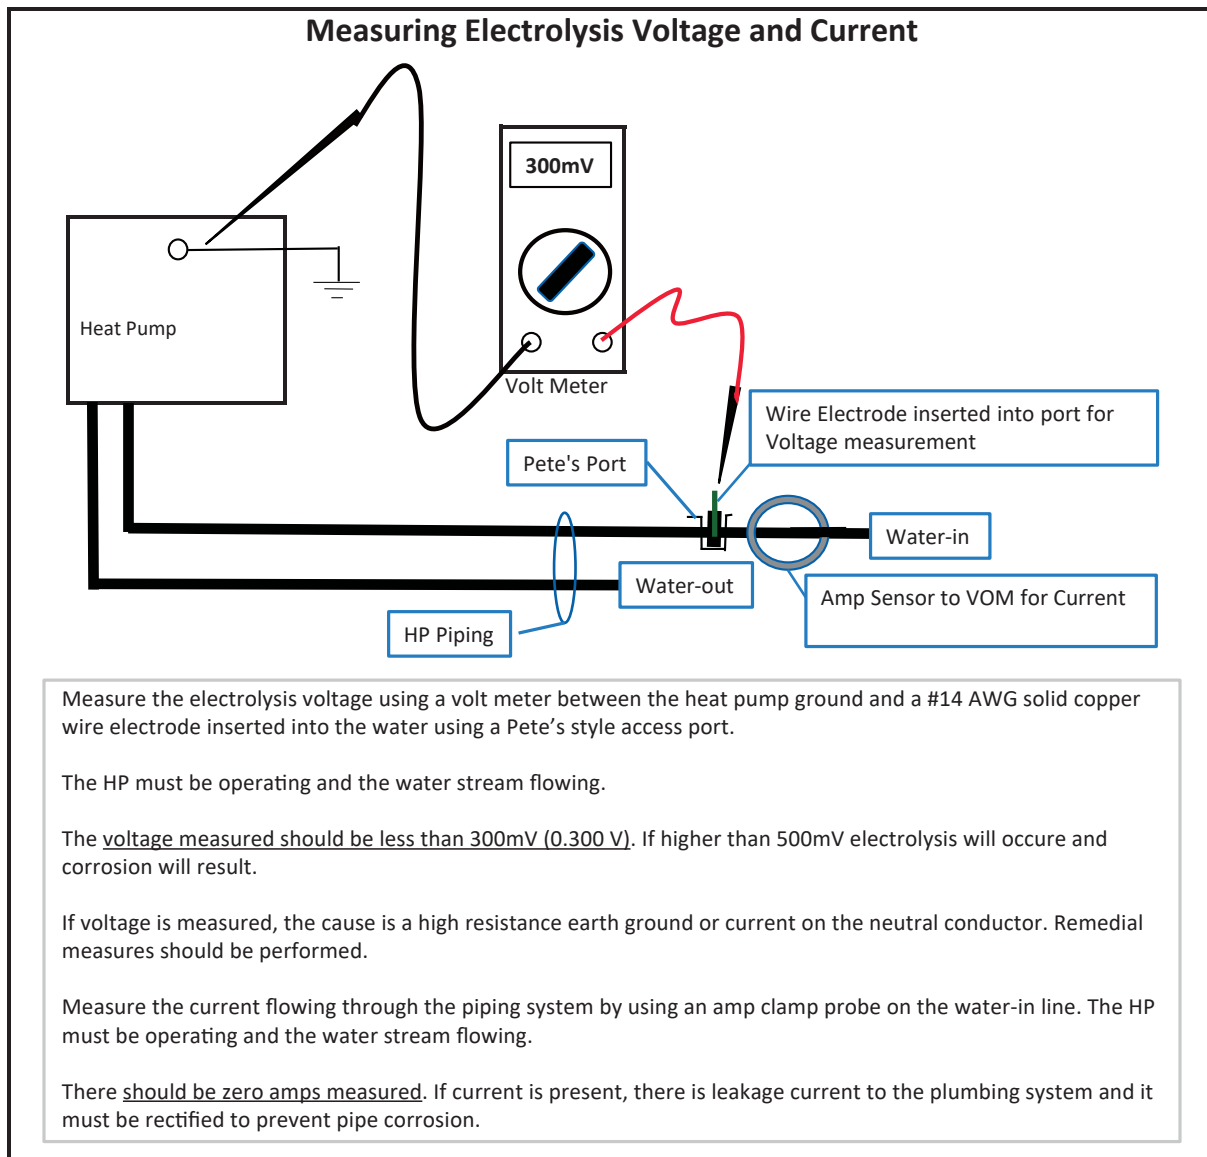 Measuring Electrolysis Voltage and Current
300mV
Heat Pump
Volt Meter
Wire Electrode inserted into port for
Voltage measurement
Pete's Port
Water-in
Water-out
Amp Sensor to VOM for Current
HP Piping
Measure the electrolysis voltage using a volt meter between the heat pump ground and a #14 AWG solid copper
wire electrode inserted into the water using a Pete’s style access port.
The HP must be operating and the water stream flowing.
The voltage measured should be less than 300mV (0.300 V). If higher than 500mV electrolysis will occure and
corrosion will result.
If voltage is measured, the cause is a high resistance earth ground or current on the neutral conductor. Remedial
measures should be performed.
Measure the current flowing through the piping system by using an amp clamp probe on the water-in line. The HP
must be operating and the water stream flowing.
There should be zero amps measured. If current is present, there is leakage current to the plumbing system and it
must be rectified to prevent pipe corrosion.